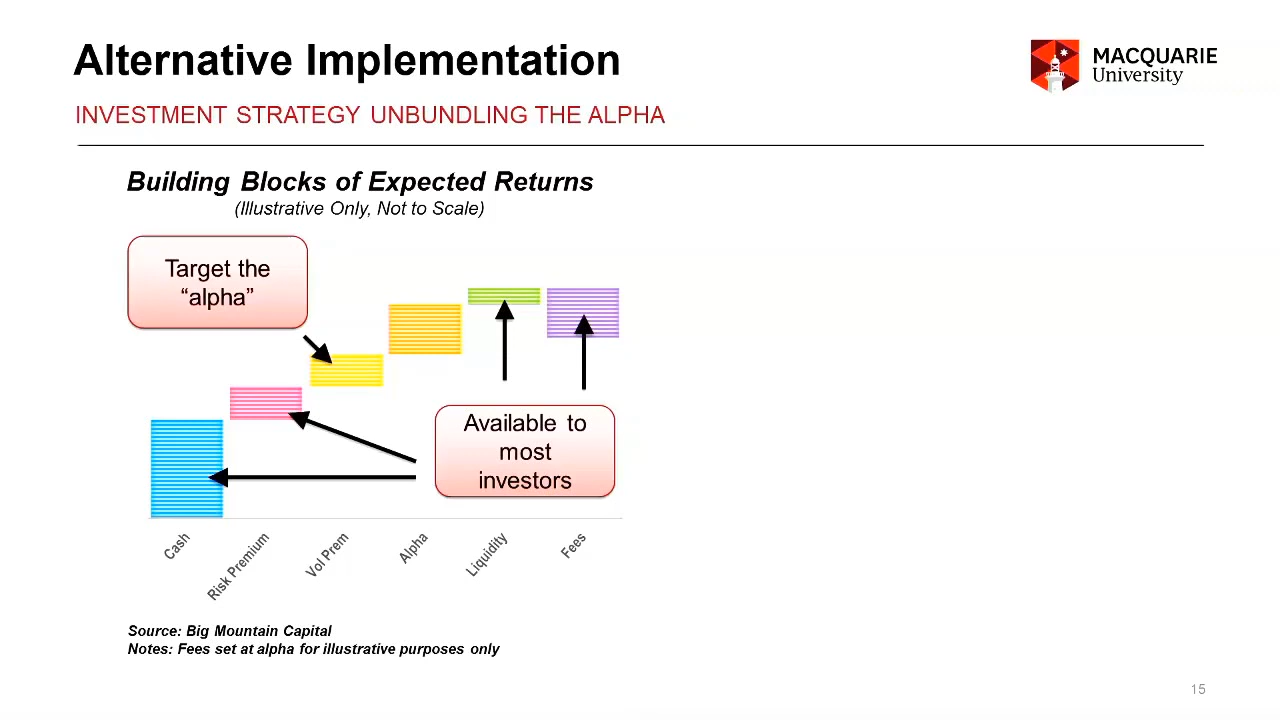 Alternative Implementation
MACQUARIE
University
INVESTMENT STRATEGY UNBUNDLING THE ALPHA
Building Blocks of Expected Returns
(Illustrative Only, Not to Scale)
Target the
“alpha”
Available to
most
investors
Cash
Risk Premium
Vol Prem
Alpha
Liquidity
Fees
Source: Big Mountain Capital
Notes: Fees set at alpha for illustrative purposes only
15